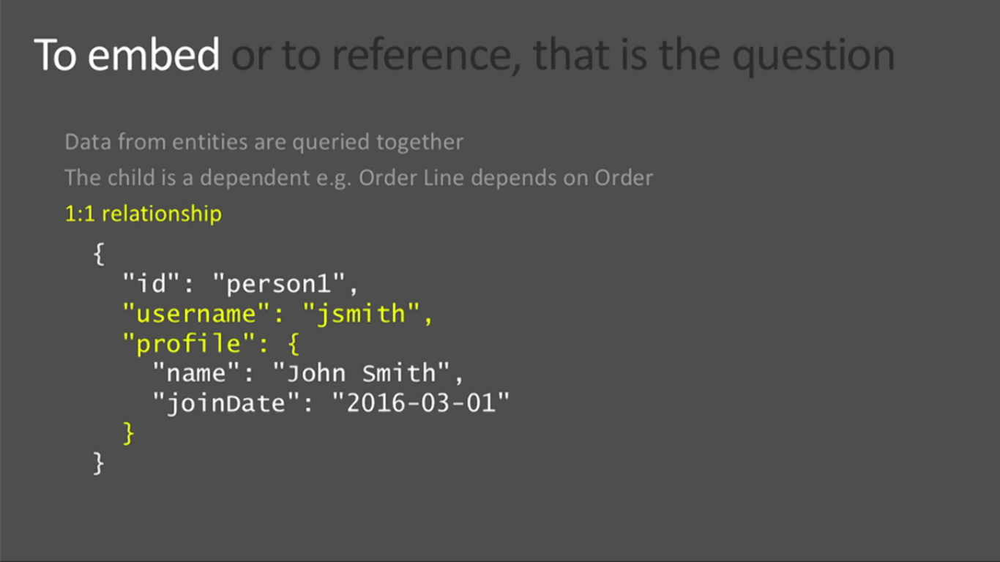 To embed or to reference, that is the question
Data from entities are queried together
The child is a dependent e.g. Order Line depends on Order
1:1 relationship
{
"id": "person1",
"username": "jsmith",
"profile": {
"name": "John Smith",
"joinDate": "2016-03-01"
}
}